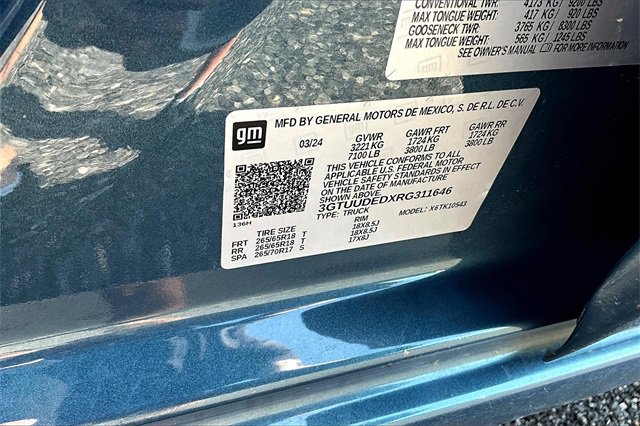 CONVENTIONAL TWR: 4173 KG / 9200 LBS
MAX TONGUE WEIGHT: 417 KG / 920 LBS
GOOSENECK TWR: 3765 KG / 8300 LBS
MAX TONGUE WEIGHT: 565 KG / 1245 LBS
SEE OWNER'S MANUAL FOR MORE INFORMATION
gm
MFD BY GENERAL MOTORS DE MEXICO, S. DE R.L. DE C.V.
03/24 GVWR GAWR FRT GAWR RR
3221 KG 1724 KG 1724 KG
7100 LB 3800 LB 3800 LB
THIS VEHICLE CONFORMS TO ALL
APPLICABLE U.S. FEDERAL MOTOR
VEHICLE SAFETY STANDARDS IN EFFECT
ON THE DATE OF MANUFACTURE
3GTUUDEDXRG311646
TYPE: TRUCK MODEL: X6TK10543
136H
TIRE SIZE RIM
FRT 265/65R18 T 18X8.5J
RR 265/65R18 T 18X8.5J
SPA 265/70R17 S 17X8J